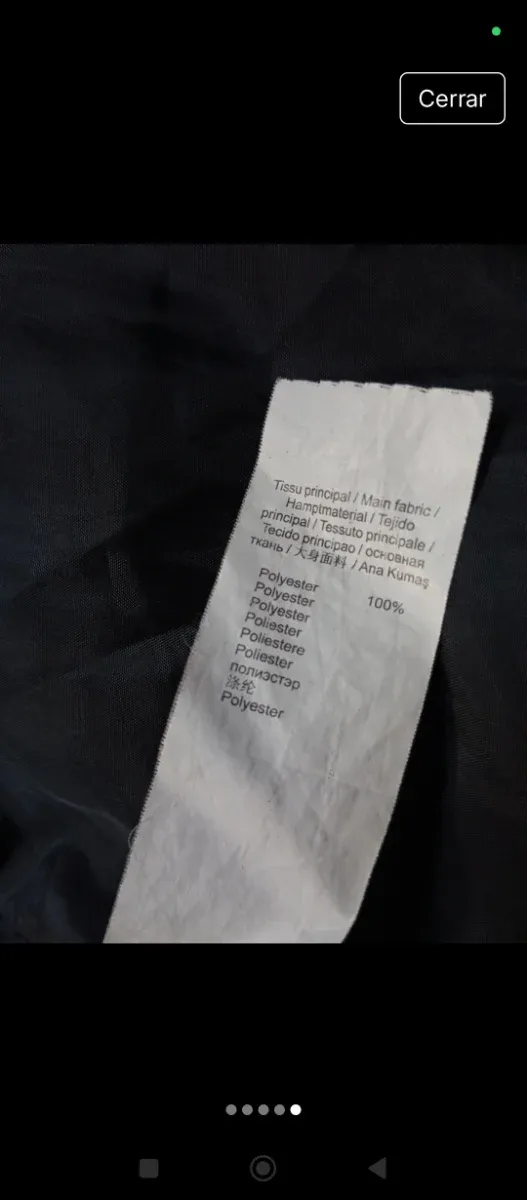 Cerrar
Tissu principal / Main fabric /
Hamptmaterial / Tejido
principal / Tessuto principale /
Tecido principao / основная
ткань / 大身面料 / Ana Kumaş
Polyester 100%
Polyester
Polyester
Poliester
Poliestere
Poliester
полиэстэр
涤纶
Polyester